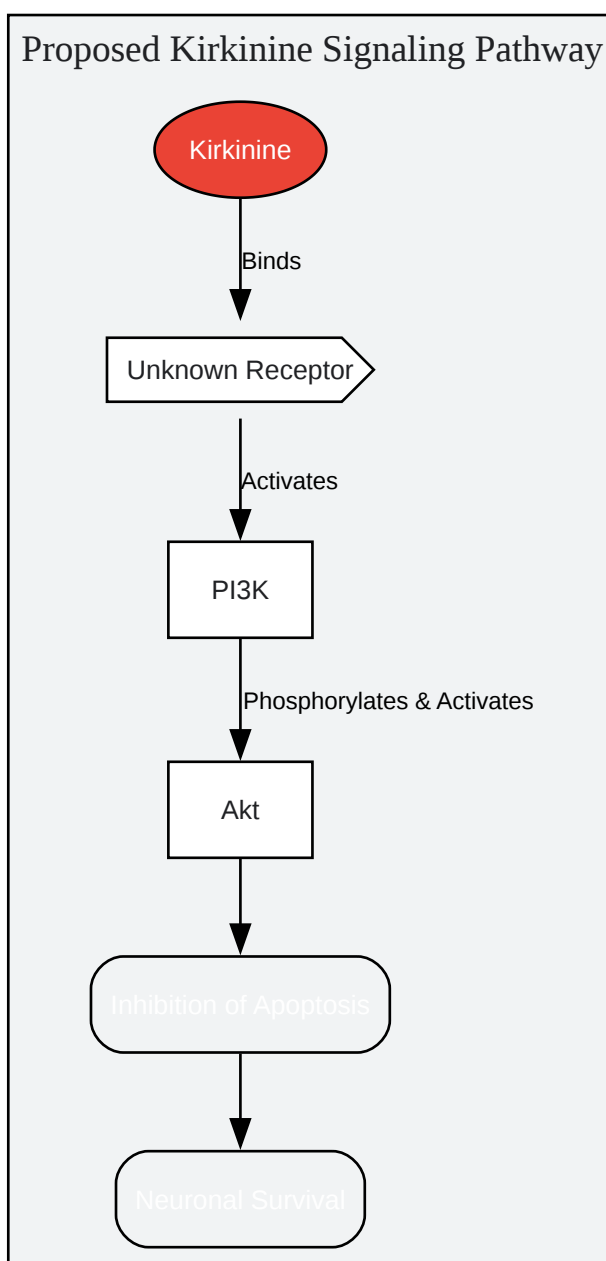 Proposed Kirkinine Signaling Pathway
Kirkinine
Binds
Unknown Receptor
Activates
PI3K
Phosphorylates & Activates
Akt
Inhibition of Apoptosis
Neuronal Survival